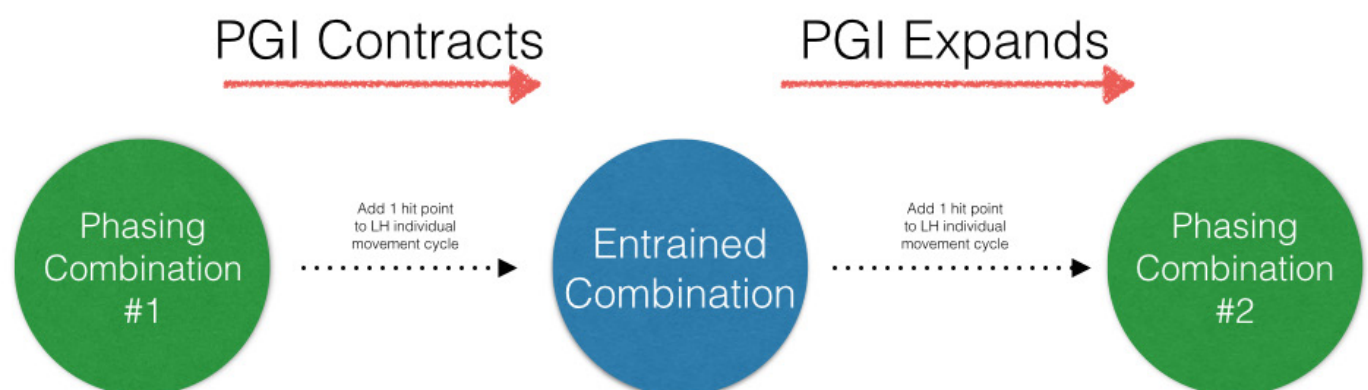 PGI Contracts
PGI Expands
Phasing
Combination
#1
Add 1 hit point
to LH individual
movement cycle
Entrained
Combination
Add 1 hit point
to LH individual
movement cycle
Phasing
Combination
#2